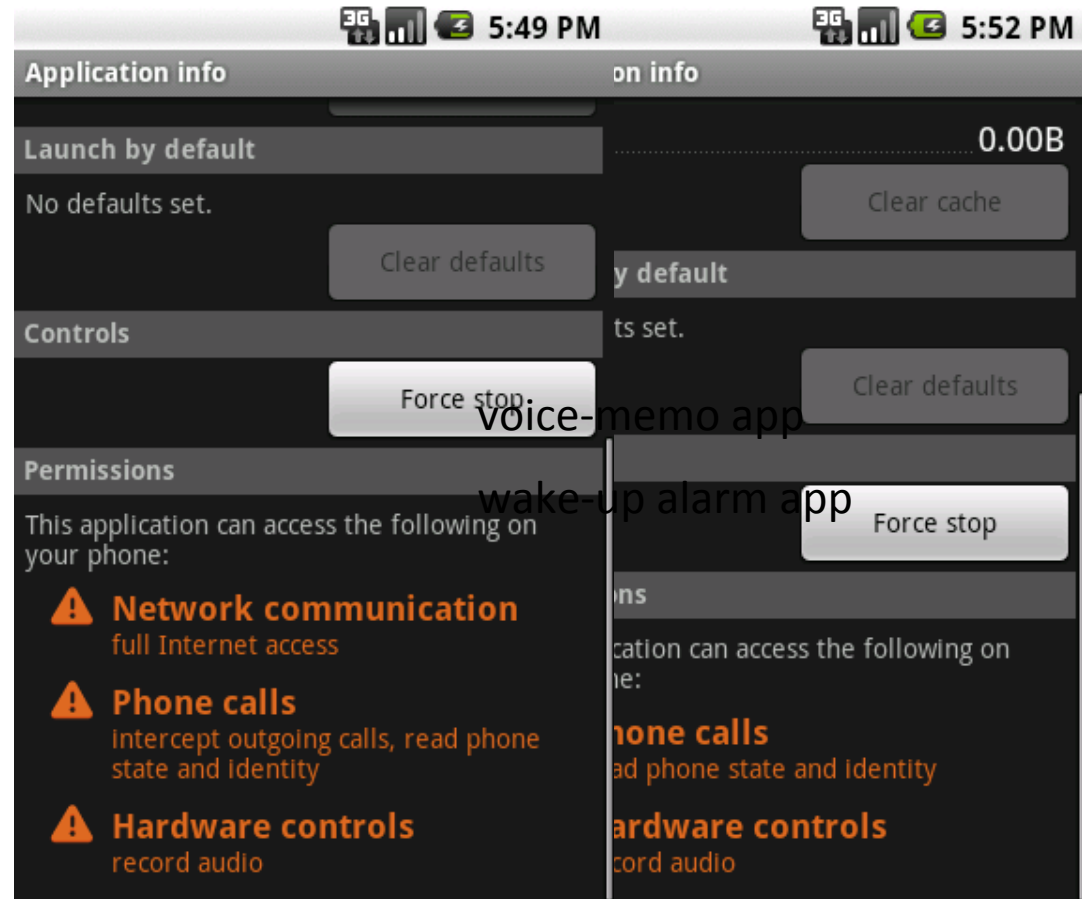 3G 5:49 PM
Application info
Launch by default
No defaults set.
Clear defaults
Controls
Force stop
Permissions
This application can access the following on
your phone:
Network communication
full Internet access
Phone calls
intercept outgoing calls, read phone
state and identity
Hardware controls
record audio
voice-memo app
wake-up alarm app
3G 5:52 PM
on info
0.00B
Clear cache
y default
ts set.
Clear defaults
Force stop
ons
cation can access the following on
ne:
hone calls
ad phone state and identity
ardware controls
cord audio